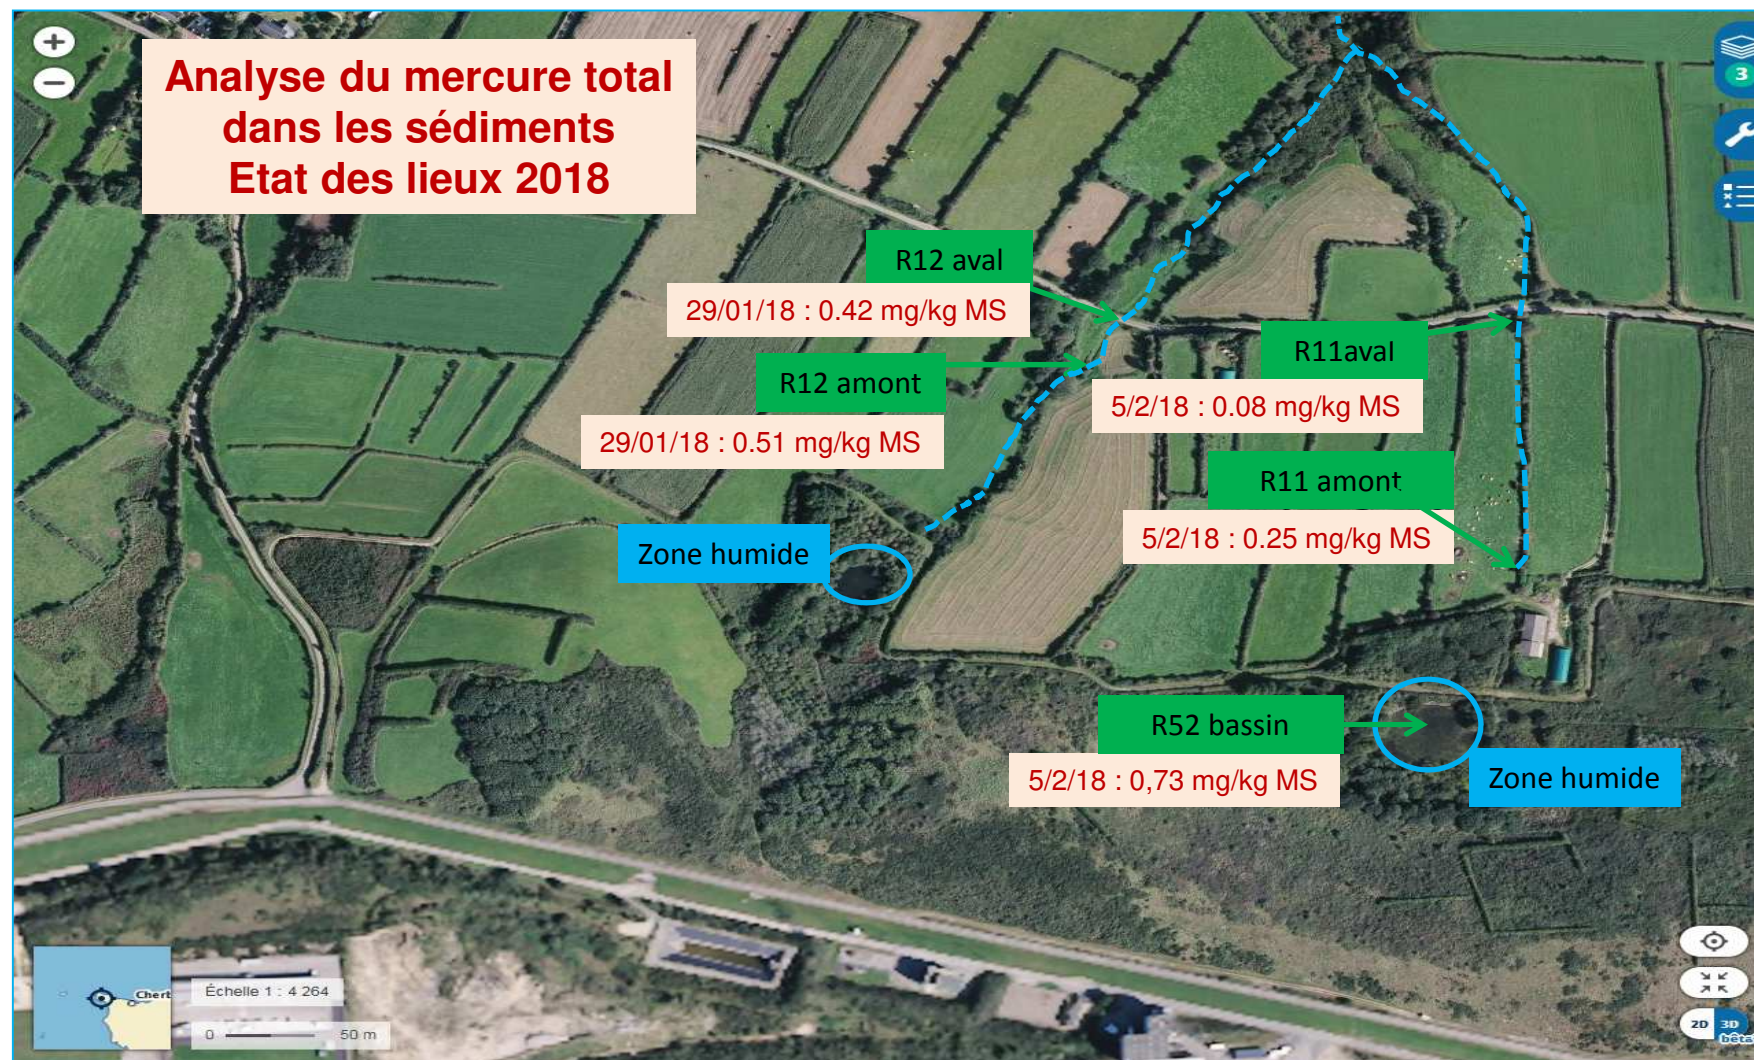 Analyse du mercure total
dans les sédiments
Etat des lieux 2018
3
R12 aval
29/01/18 : 0.42 mg/kg MS
R11aval
R12 amont
5/2/18 : 0.08 mg/kg MS
29/01/18 : 0.51 mg/kg MS
R11 amont
5/2/18 : 0.25 mg/kg MS
Zone humide
R52 bassin
5/2/18 : 0,73 mg/kg MS
Zone humide
Chert
Échelle 1 : 4 264
0 50 m
2D 3D
bêta